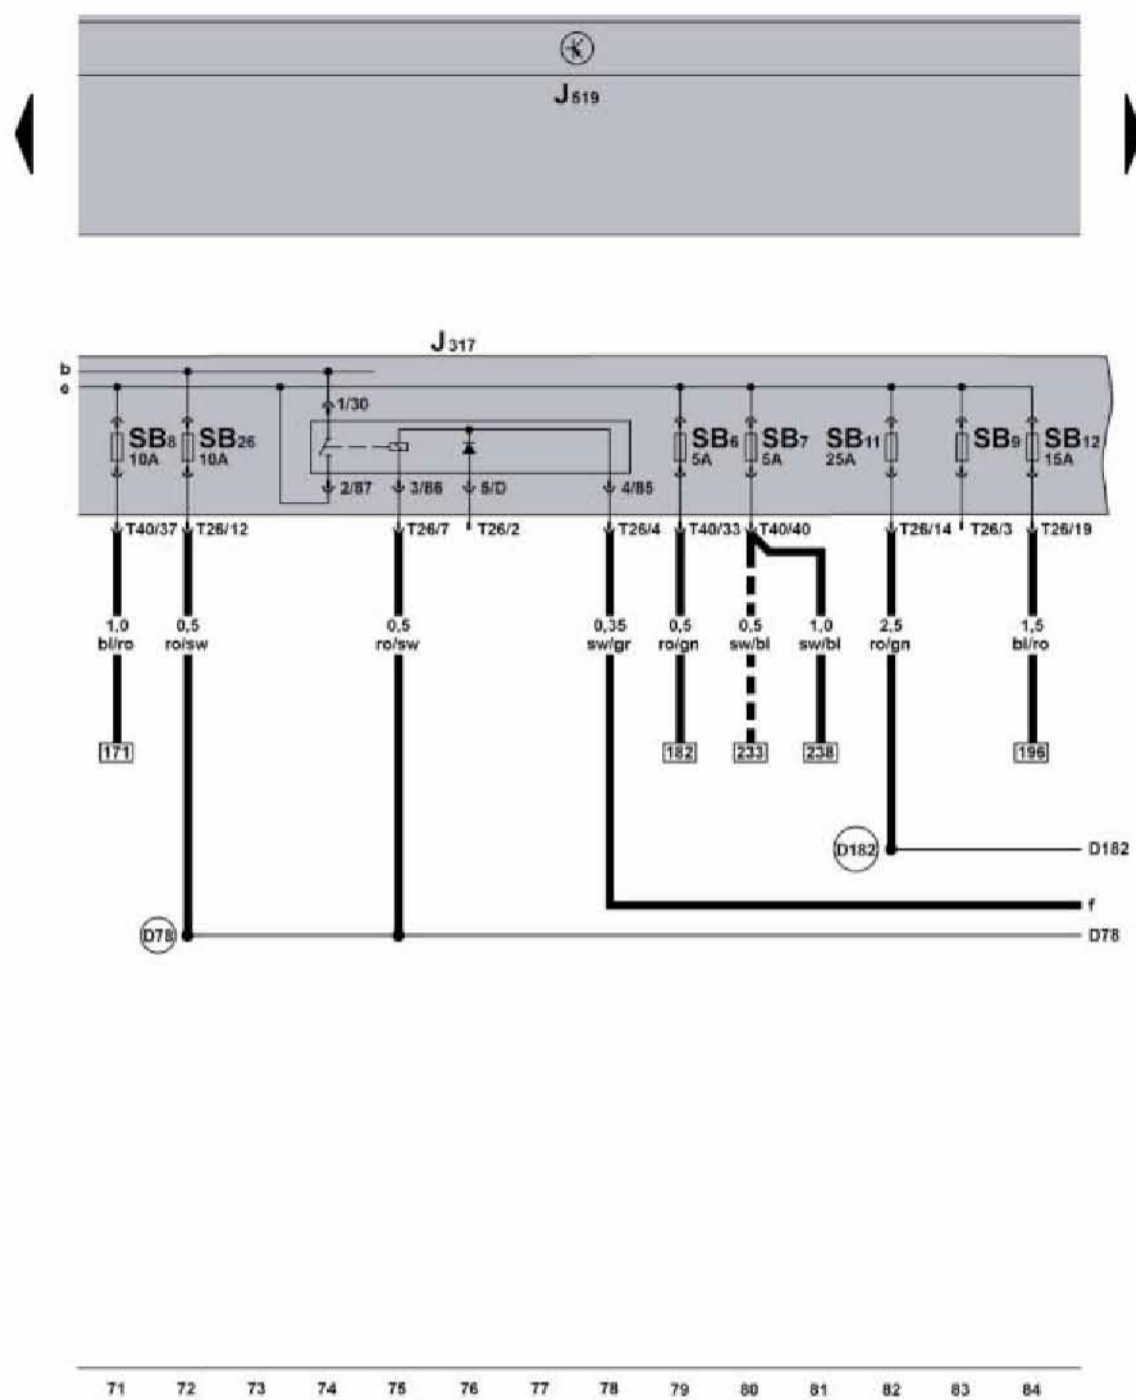 J519
J317
b
e
1/30
SB8
10A
SB26
10A
SB6
5A
SB7
5A
SB11
25A
SB9
SB12
15A
2/87
3/86
5/D
4/85
T40/37
T26/12
T26/7
T26/2
T26/4
T40/33
T40/40
T26/14
T26/3
T26/19
1,0
bl/ro
0,5
ro/sw
0,5
ro/sw
0,35
sw/gr
0,5
ro/gn
0,5
sw/bl
1,0
sw/bl
2,5
ro/gn
1,5
bl/ro
171
182
233
238
196
D182
D182
f
D78
D78
71 72 73 74 75 76 77 78 79 80 81 82 83 84